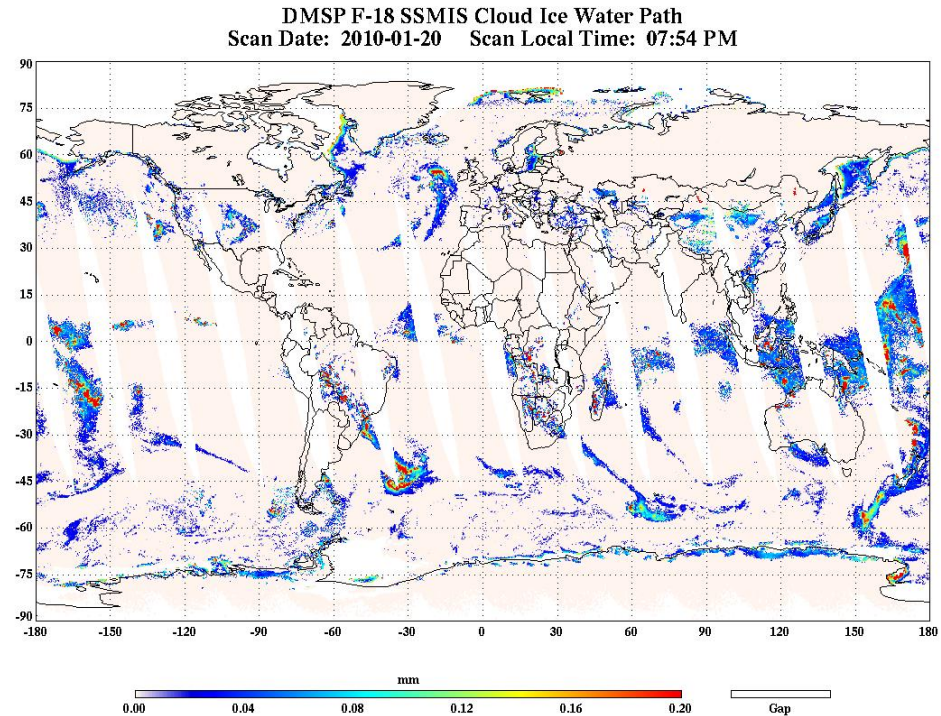 DMSP F-18 SSMIS Cloud Ice Water Path
Scan Date: 2010-01-20 Scan Local Time: 07:54 PM
90
75
60
45
30
15
0
-15
-30
-45
-60
-75
-90
-180 -150 -120 -90 -60 -30 0 30 60 90 120 150 180
mm
0.00 0.04 0.08 0.12 0.16 0.20 Gap